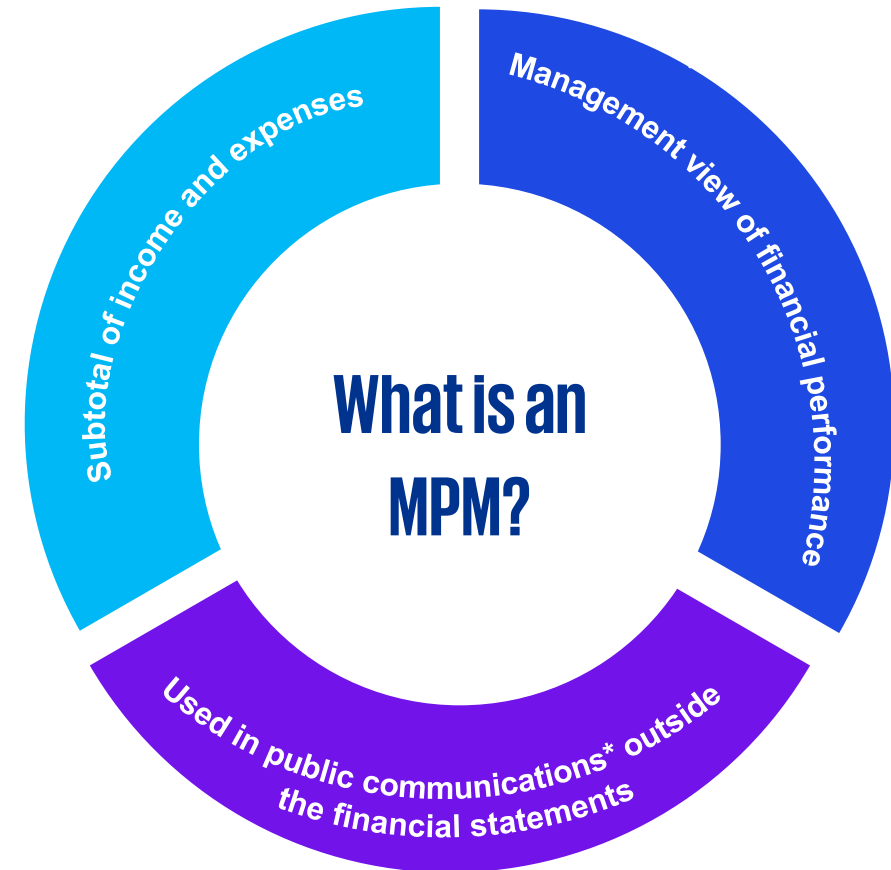 Subtotal of income and expenses
Management view of financial performance
What is an
MPM?
Used in public communications* outside
the financial statements